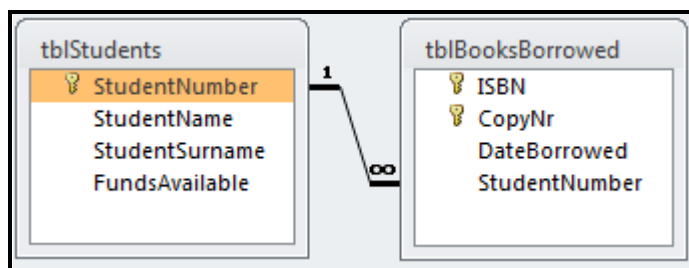 tblStudents
StudentNumber
StudentName
StudentSurname
FundsAvailable
1
∞
tblBooksBorrowed
ISBN
CopyNr
DateBorrowed
StudentNumber